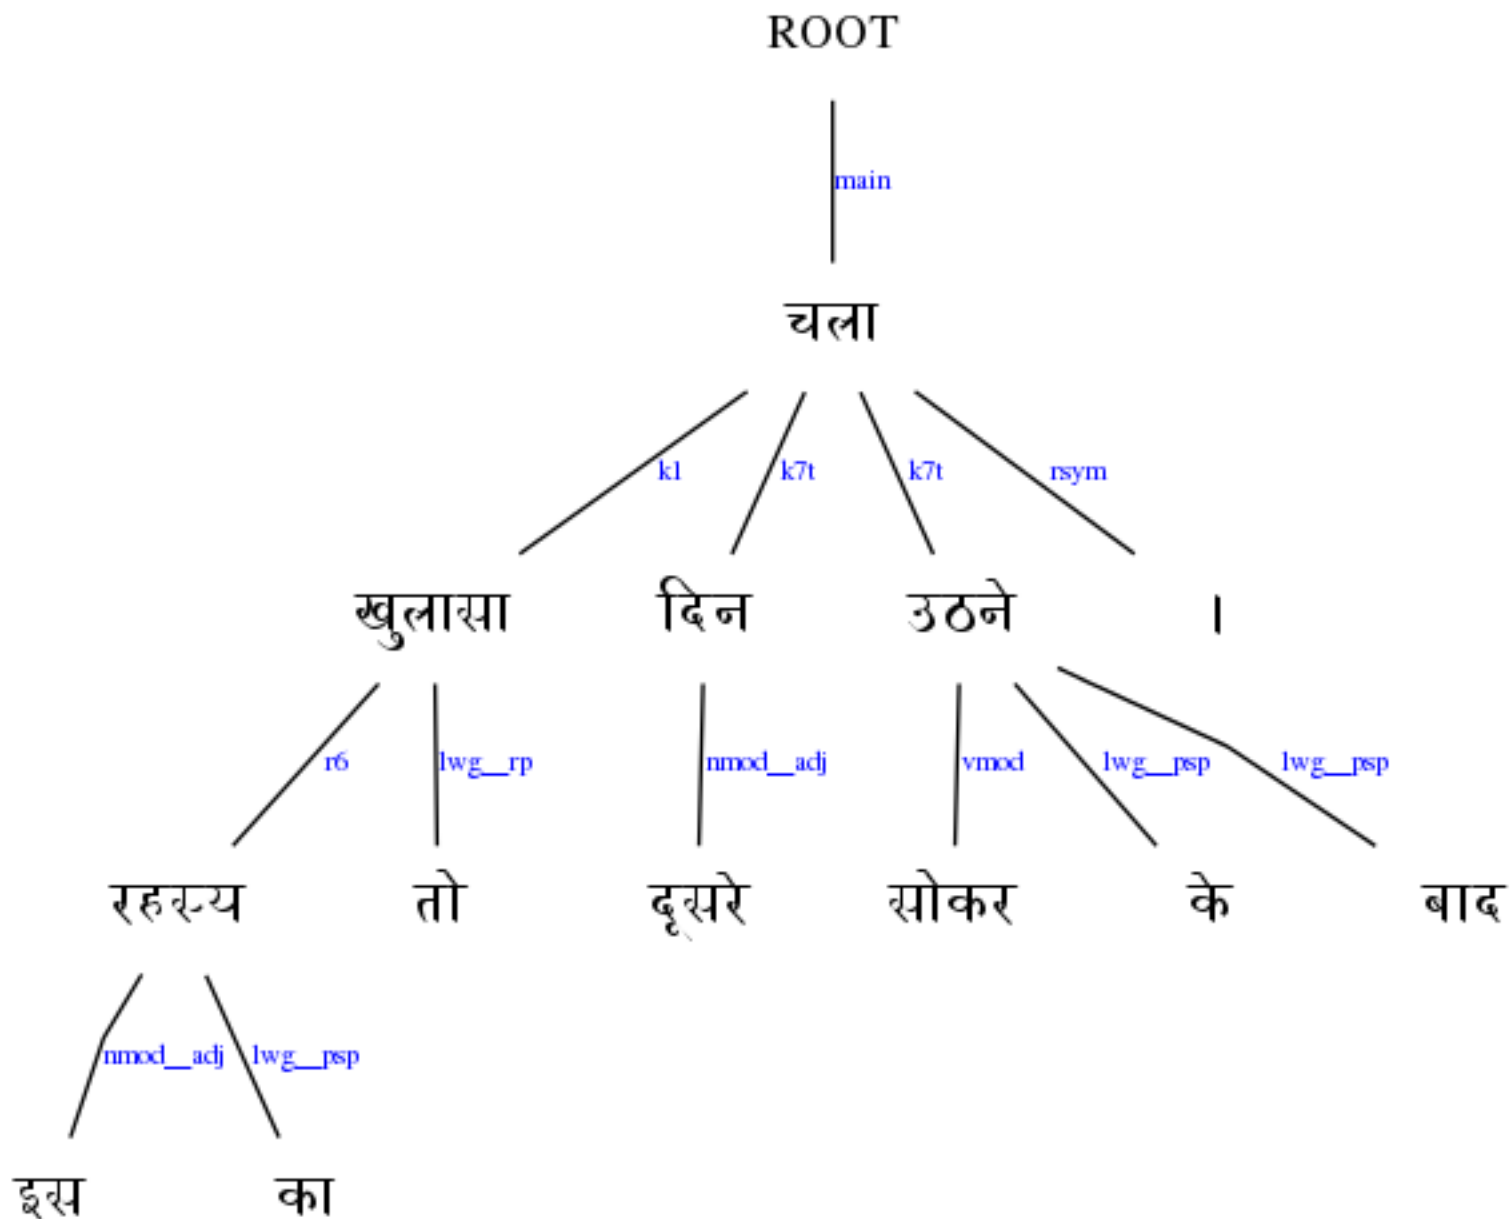 ROOT
main
चला
k1 k7t k7t rsym
खुलासा दिन उठने ।
r6 lwg__rp nmod__adj vmod lwg__psp lwg__psp
रहस्य तो दूसरे सोकर के बाद
nmod__adj lwg__psp
इस का